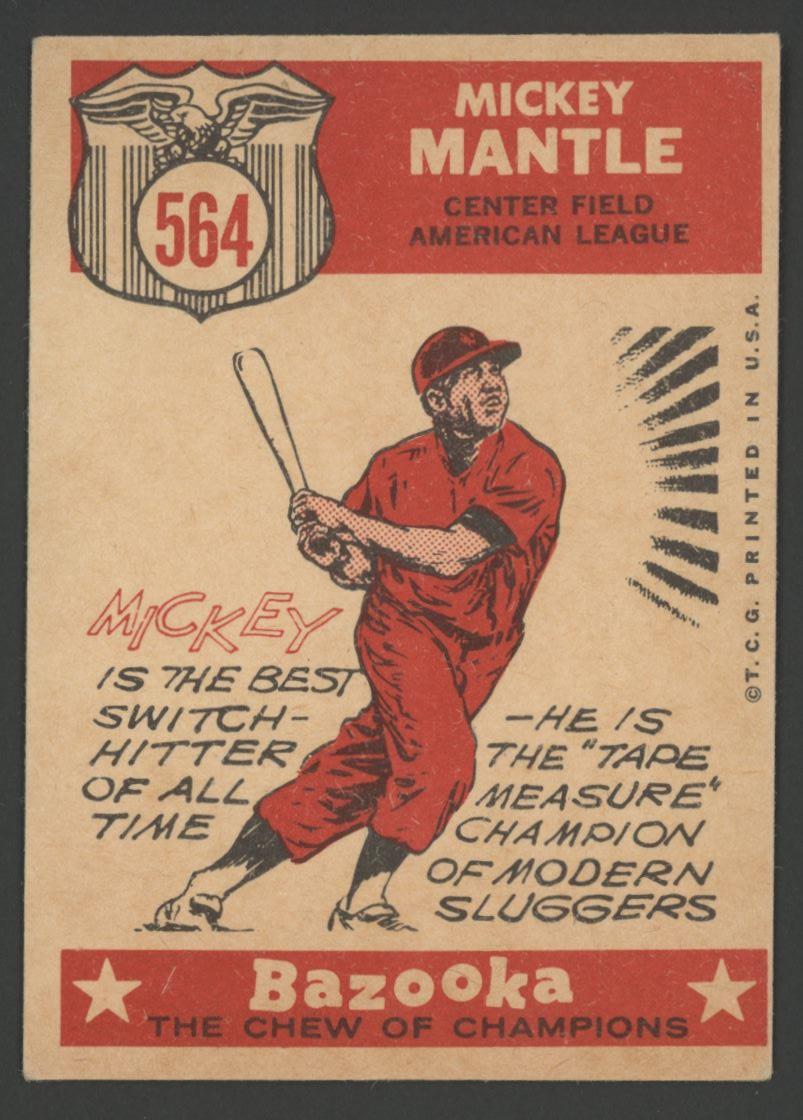 564
MICKEY
MANTLE
CENTER FIELD
AMERICAN LEAGUE
©T.C.G. PRINTED IN U.S.A.
MICKEY
IS THE BEST
SWITCH-
HITTER
OF ALL
TIME
—HE IS
THE "TAPE
MEASURE"
CHAMPION
OF MODERN
SLUGGERS
Bazooka
THE CHEW OF CHAMPIONS